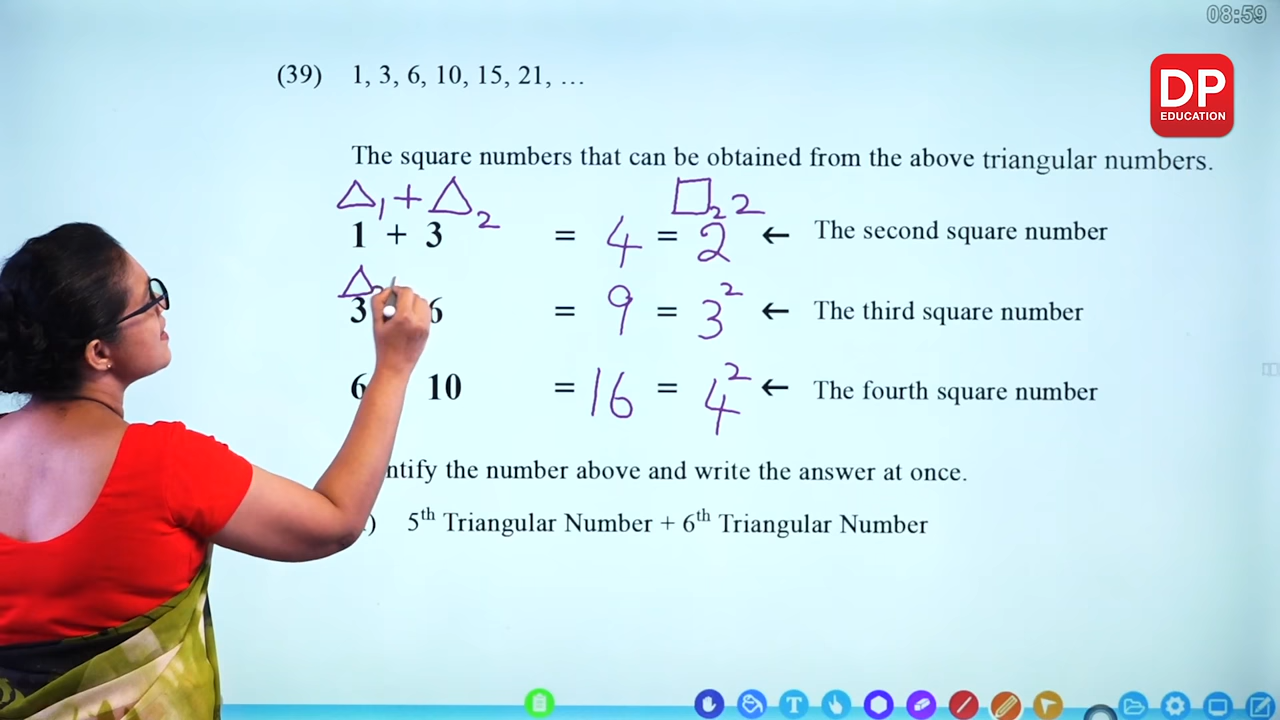 08:59
DP
EDUCATION
(39) 1, 3, 6, 10, 15, 21, …
The square numbers that can be obtained from the above triangular numbers.
△₁ + △₂ □₂ 2
1 + 3 = 4 = 2 ← The second square number
△
3 6 = 9 = 3² ← The third square number
6 10 = 16 = 4² ← The fourth square number
the number above and write the answer at once.
) 5th Triangular Number + 6th Triangular Number